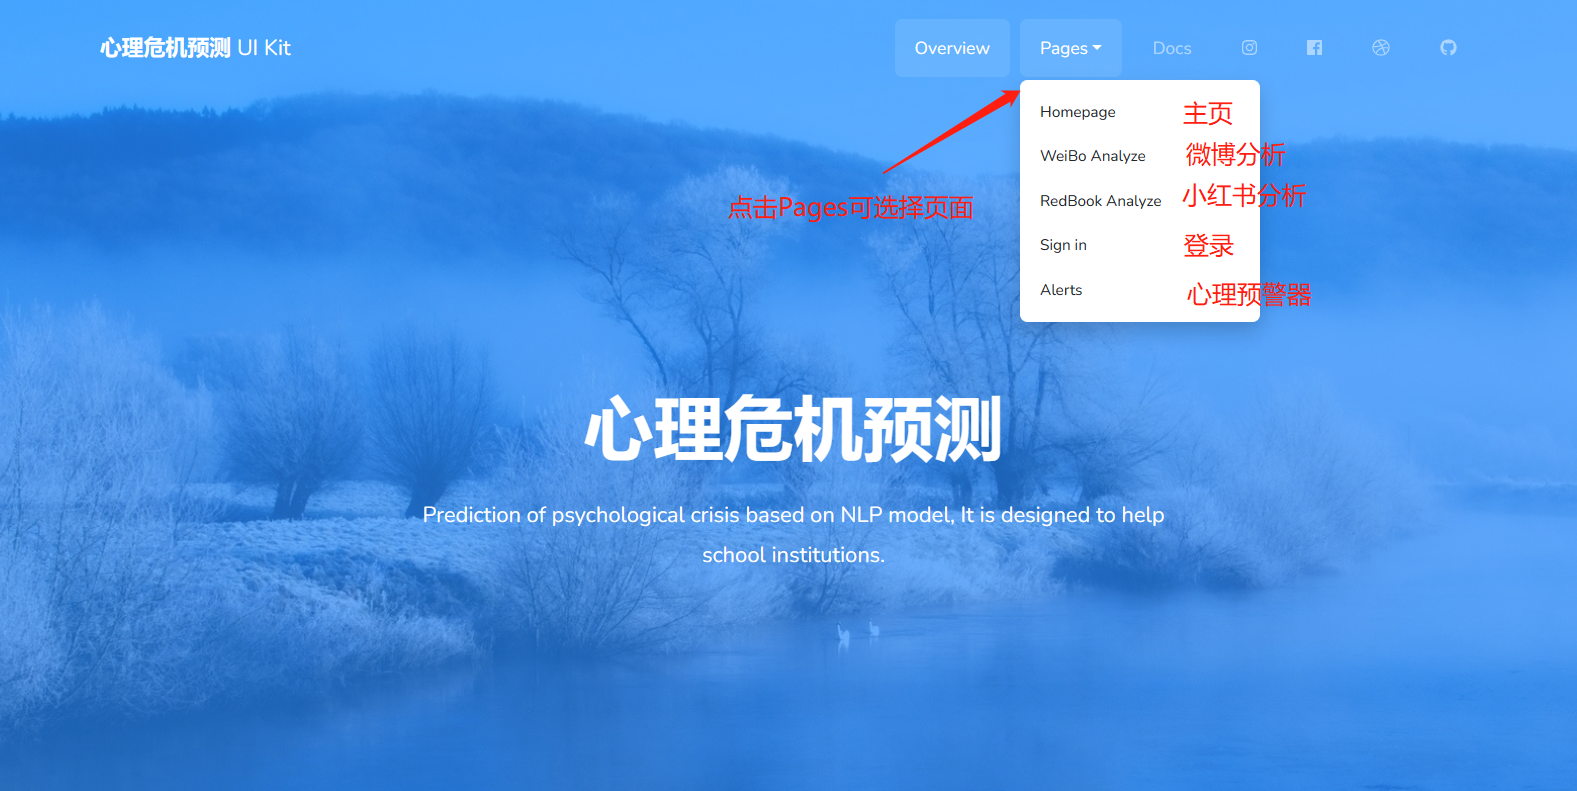 心理危机预测 UI Kit
Overview
Pages
Docs
Homepage 主页
WeiBo Analyze 微博分析
RedBook Analyze 小红书分析
点击Pages可选择页面
Sign in 登录
Alerts 心理预警器
心理危机预测
Prediction of psychological crisis based on NLP model, It is designed to help
school institutions.